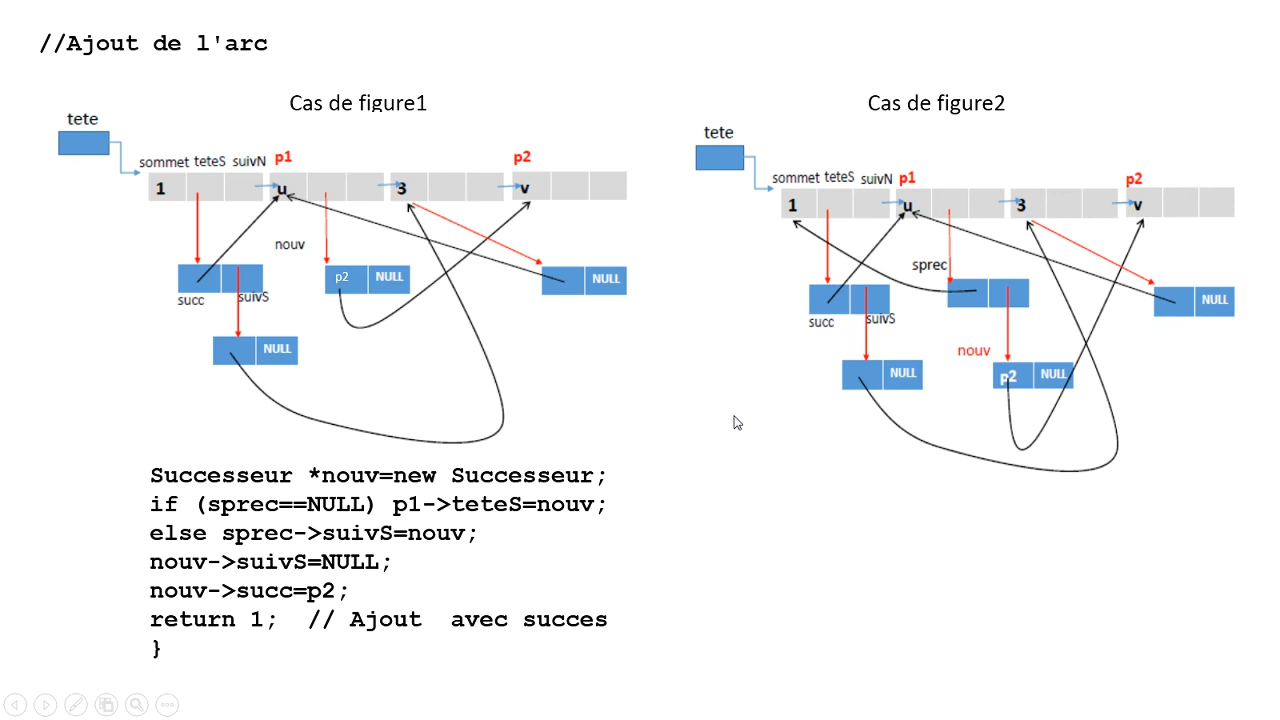 //Ajout de l'arc
Cas de figure1
tete
sommet teteS suivN p1 p2
1 u 3 v
nouv
p2 NULL
NULL
succ suivS
NULL
Cas de figure2
tete
sommet teteS suivN p1 p2
1 u 3 v
sprec
NULL
succ suivS
nouv
NULL
p2 NULL
Successeur *nouv=new Successeur;
if (sprec==NULL) p1->teteS=nouv;
else sprec->suivS=nouv;
nouv->suivS=NULL;
nouv->succ=p2;
return 1; // Ajout avec succes
}